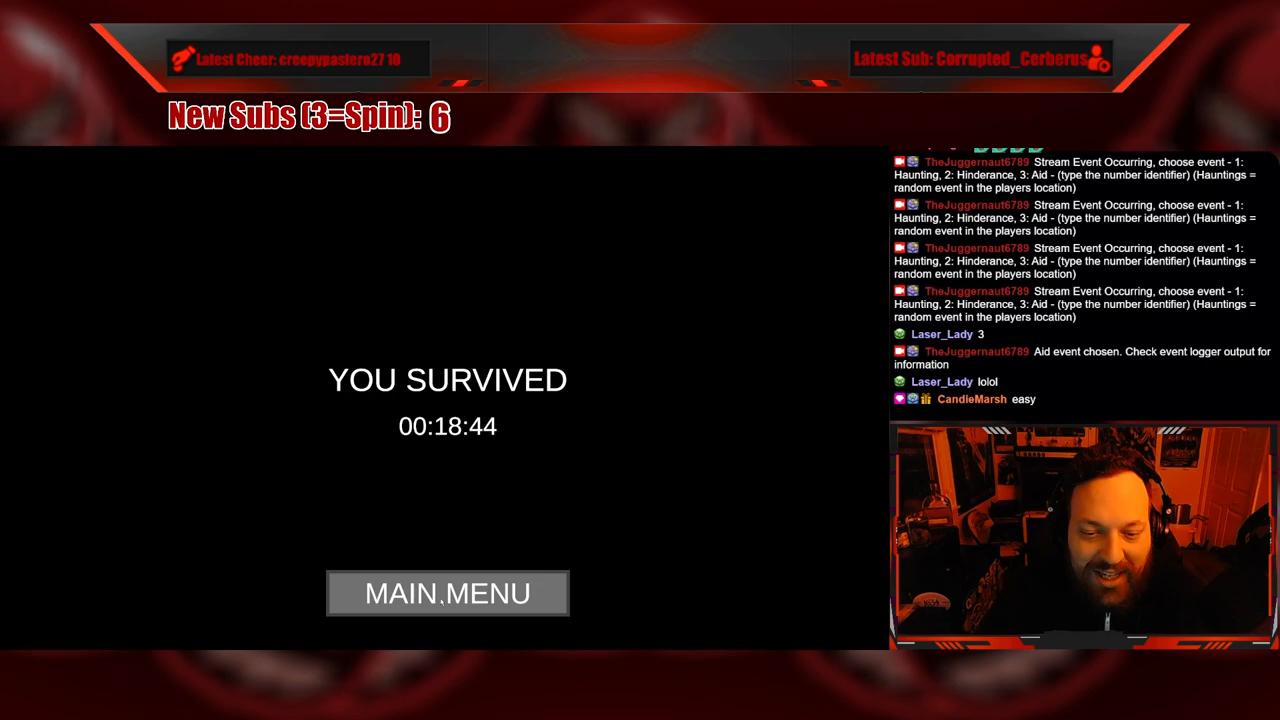 Latest Cheer: creepypastero27 10
Latest Sub: Corrupted_Cerberus
New Subs (3=Spin): 6
TheJuggernaut6789 Stream Event Occurring, choose event - 1:
Haunting, 2: Hinderance, 3: Aid - (type the number identifier) (Hauntings =
random event in the players location)
TheJuggernaut6789 Stream Event Occurring, choose event - 1:
Haunting, 2: Hinderance, 3: Aid - (type the number identifier) (Hauntings =
random event in the players location)
TheJuggernaut6789 Stream Event Occurring, choose event - 1:
Haunting, 2: Hinderance, 3: Aid - (type the number identifier) (Hauntings =
random event in the players location)
TheJuggernaut6789 Stream Event Occurring, choose event - 1:
Haunting, 2: Hinderance, 3: Aid - (type the number identifier) (Hauntings =
random event in the players location)
Laser_Lady 3
TheJuggernaut6789 Aid event chosen. Check event logger output for
information
Laser_Lady lolol
CandieMarsh easy
YOU SURVIVED
00:18:44
MAIN MENU